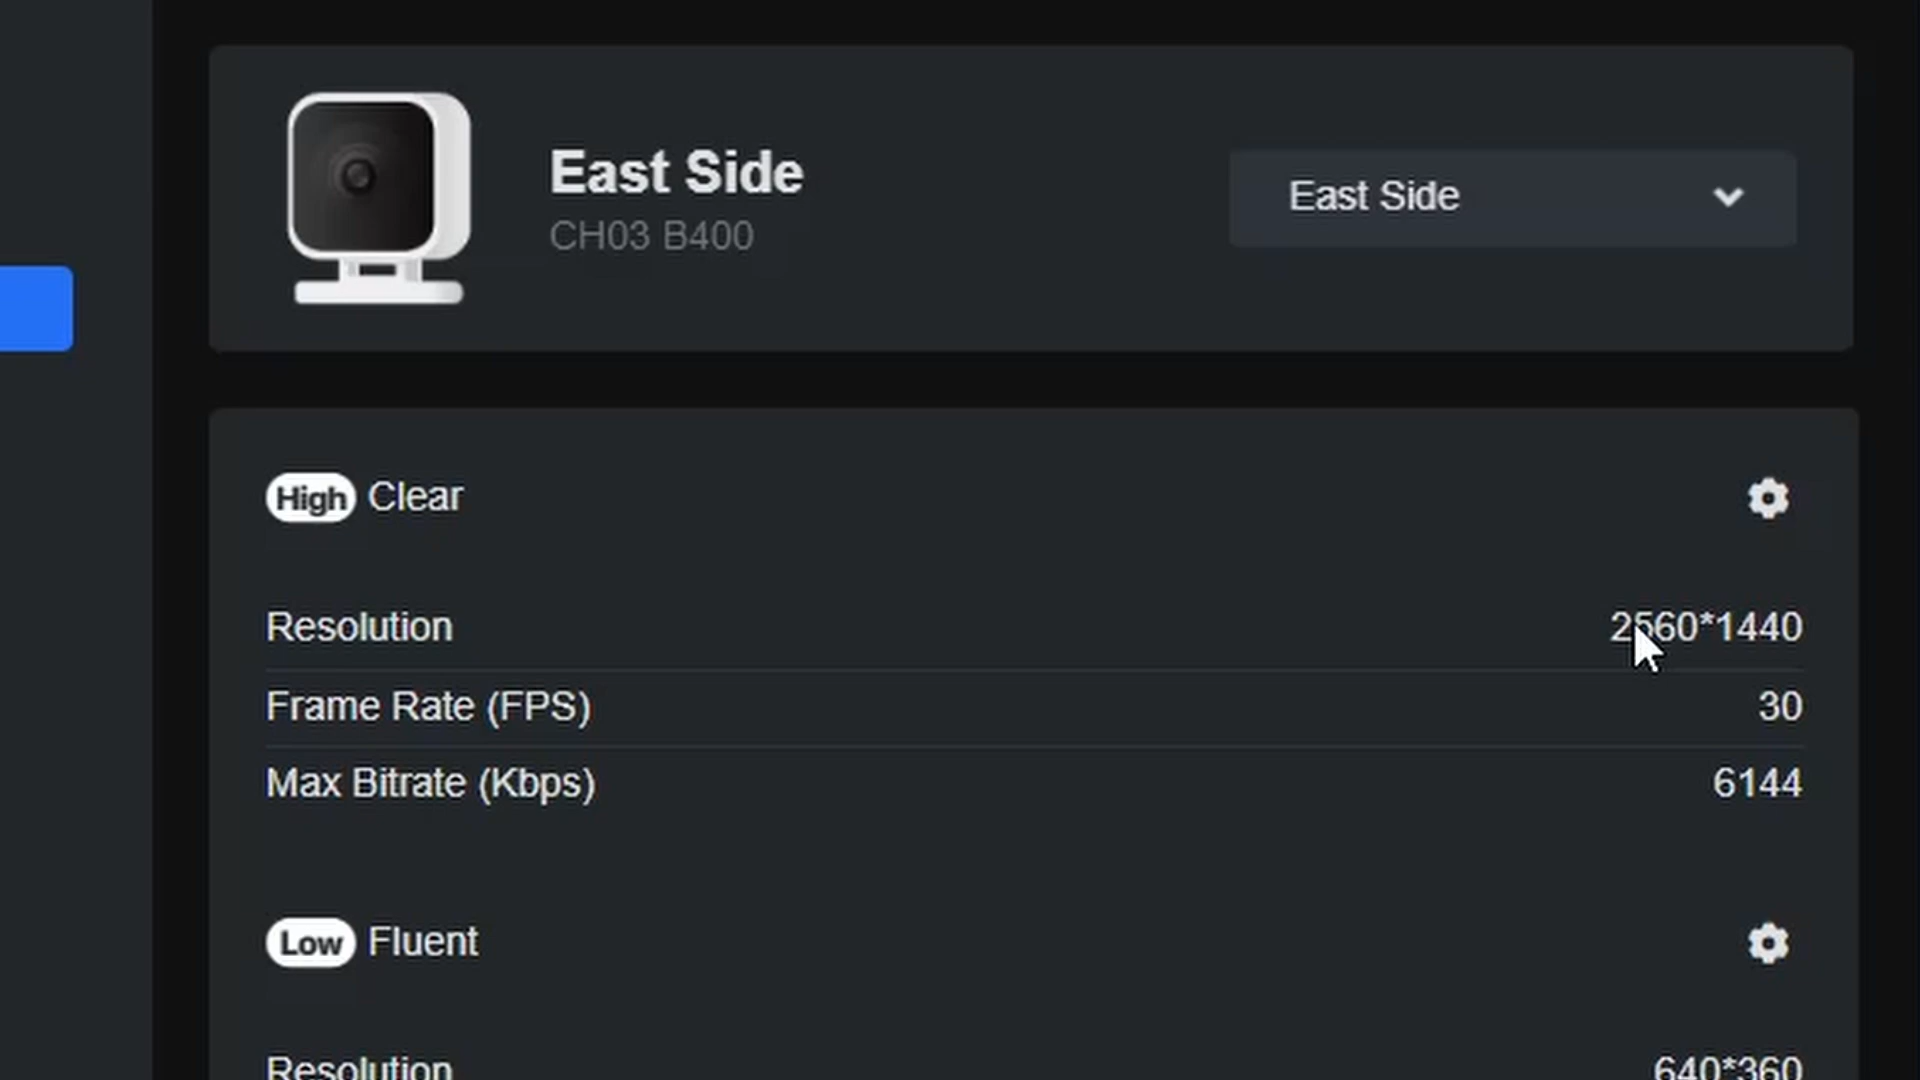 East Side
CH03 B400
East Side
High Clear
Resolution 2560*1440
Frame Rate (FPS) 30
Max Bitrate (Kbps) 6144
Low Fluent
Resolution 640*360